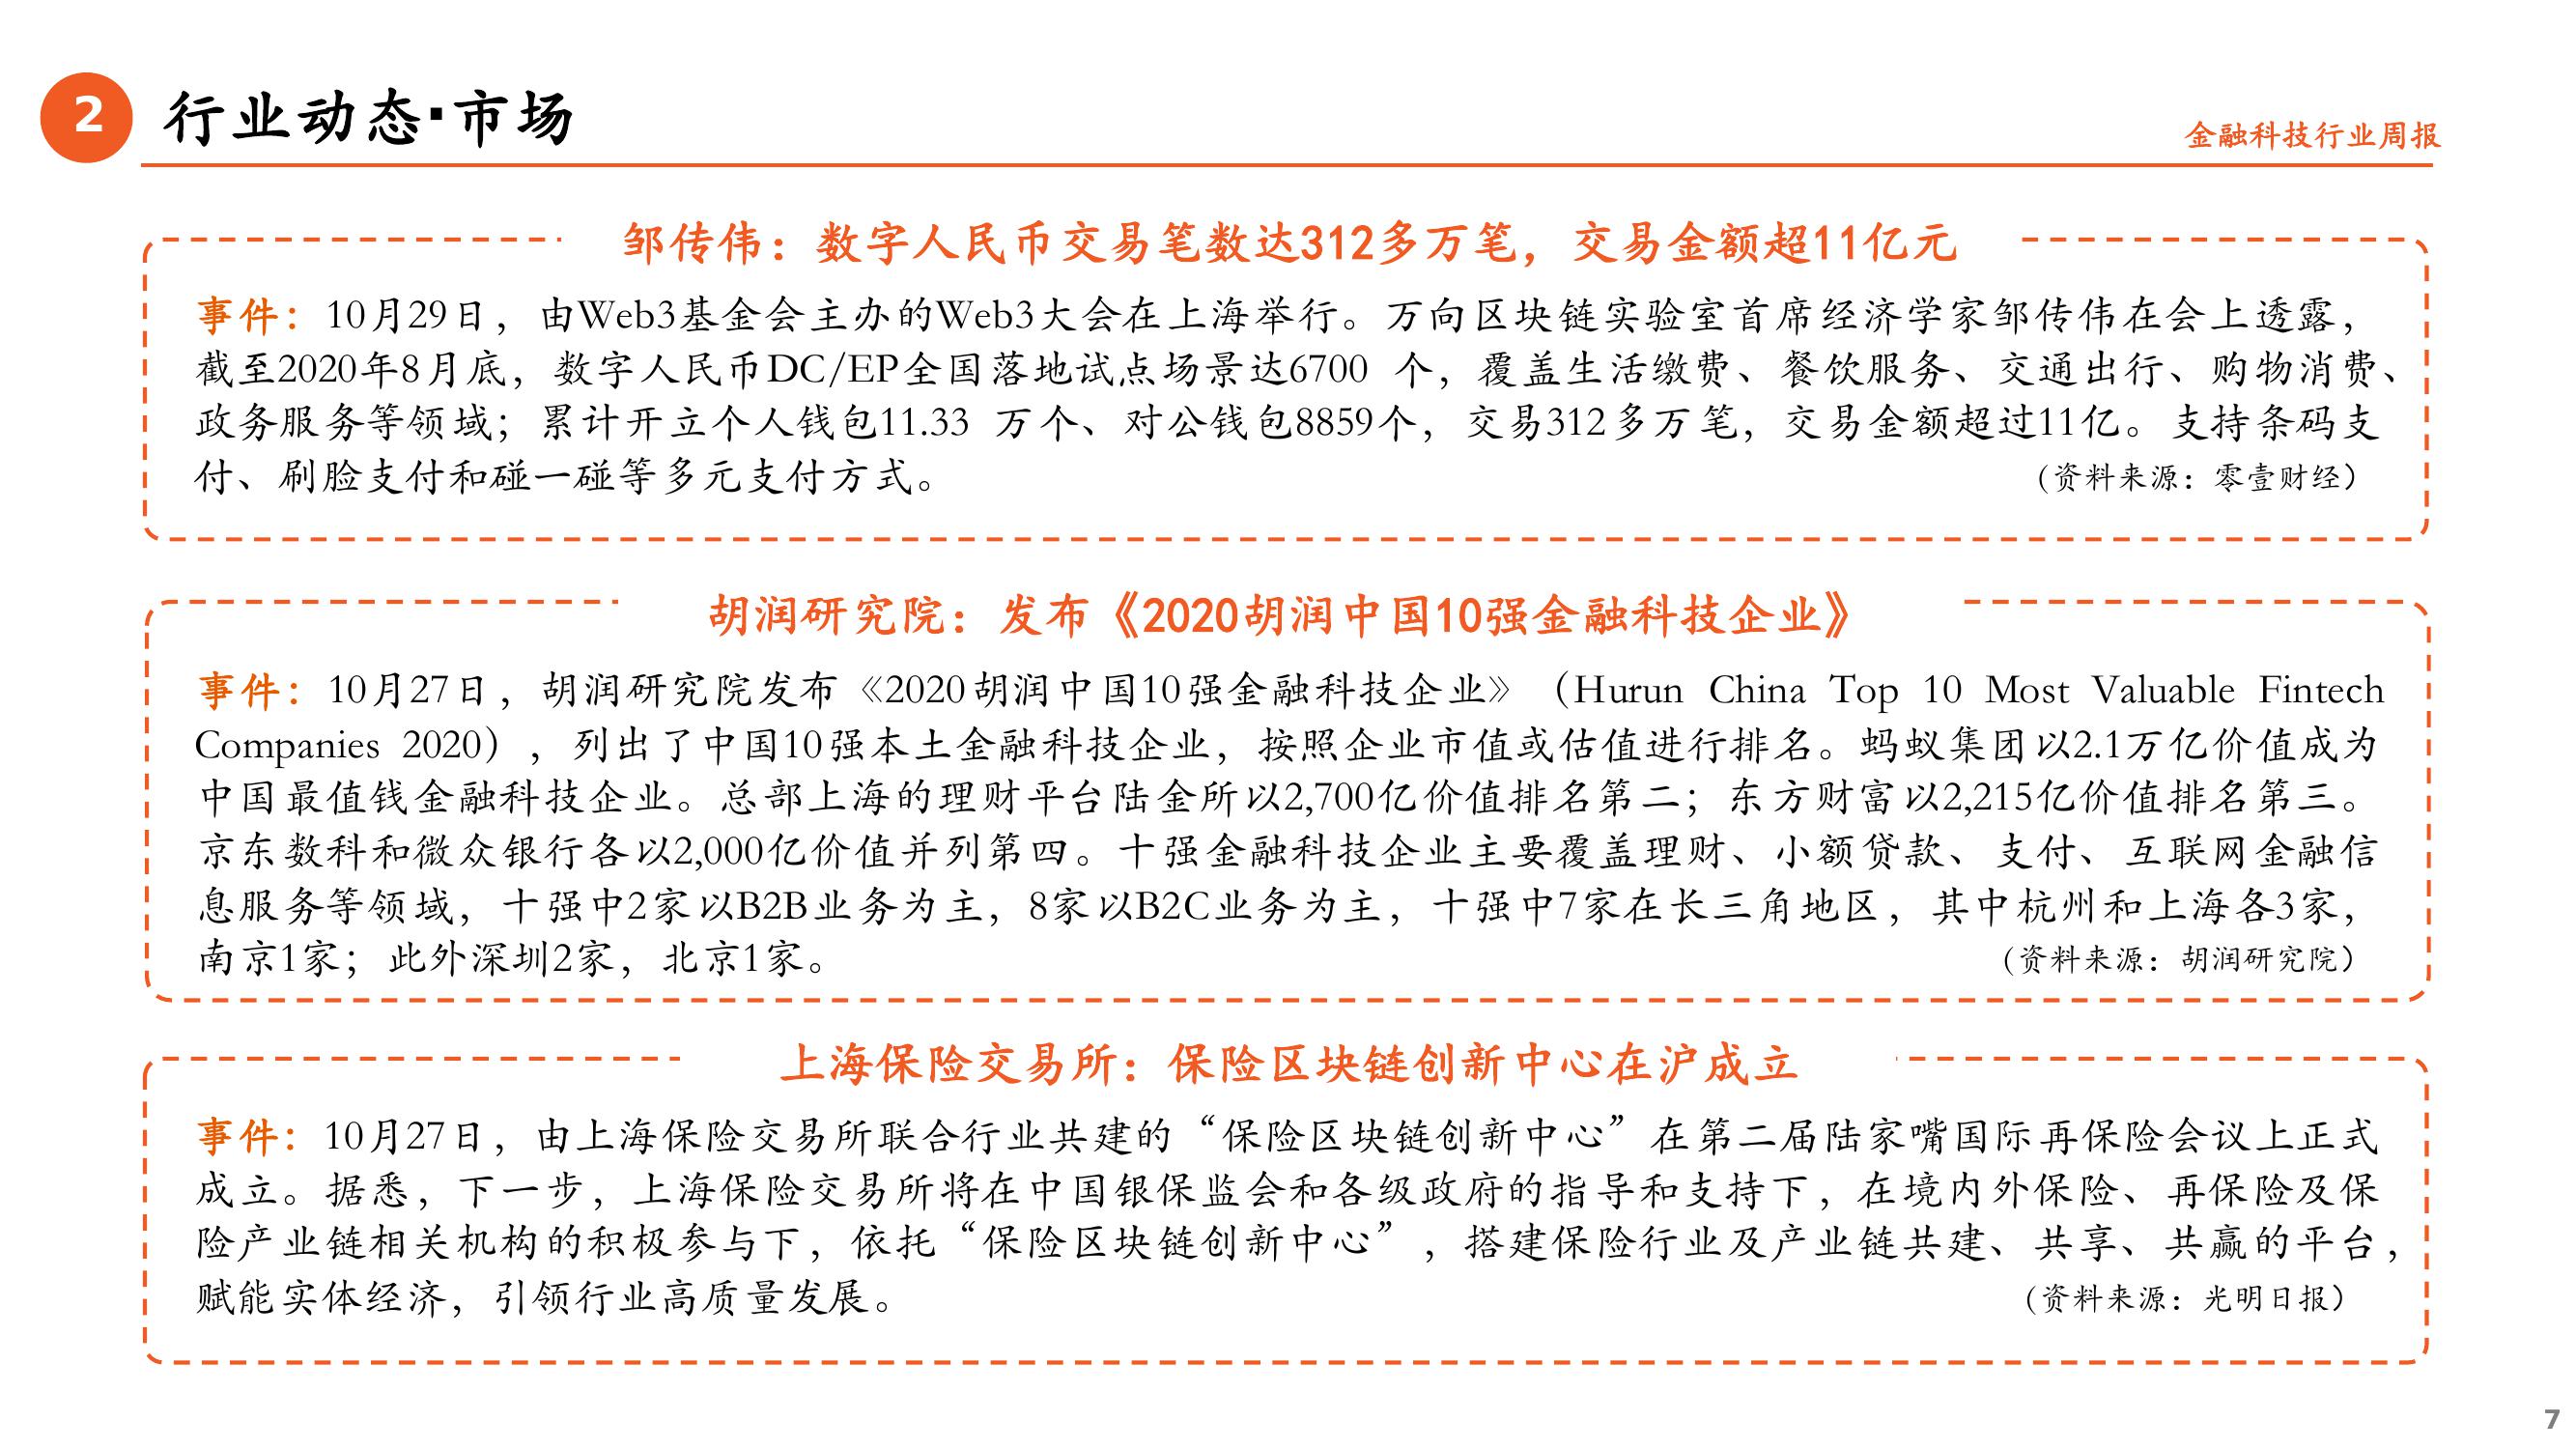 2
行业动态·市场
金融科技行业周报
邹传伟：数字人民币交易笔数达312多万笔，交易金额超11亿元
事件：10月29日，由Web3基金会主办的Web3大会在上海举行。万向区块链实验室首席经济学家邹传伟在会上透露，
截至2020年8月底，数字人民币DC/EP全国落地试点场景达6700 个，覆盖生活缴费、餐饮服务、交通出行、购物消费、
政务服务等领域；累计开立个人钱包11.33 万个、对公钱包8859个，交易312多万笔，交易金额超过11亿。支持条码支
付、刷脸支付和碰一碰等多元支付方式。
（资料来源：零壹财经）
胡润研究院：发布《2020胡润中国10强金融科技企业》
事件：10月27日，胡润研究院发布《2020胡润中国10强金融科技企业》（Hurun China Top 10 Most Valuable Fintech
Companies 2020），列出了中国10强本土金融科技企业，按照企业市值或估值进行排名。蚂蚁集团以2.1万亿价值成为
中国最值钱金融科技企业。总部上海的理财平台陆金所以2,700亿价值排名第二；东方财富以2,215亿价值排名第三。
京东数科和微众银行各以2,000亿价值并列第四。十强金融科技企业主要覆盖理财、小额贷款、支付、互联网金融信
息服务等领域，十强中2家以B2B业务为主，8家以B2C业务为主，十强中7家在长三角地区，其中杭州和上海各3家，
南京1家；此外深圳2家，北京1家。
（资料来源：胡润研究院）
上海保险交易所：保险区块链创新中心在沪成立
事件：10月27日，由上海保险交易所联合行业共建的“保险区块链创新中心”在第二届陆家嘴国际再保险会议上正式
成立。据悉，下一步，上海保险交易所将在中国银保监会和各级政府的指导和支持下，在境内外保险、再保险及保
险产业链相关机构的积极参与下，依托“保险区块链创新中心”，搭建保险行业及产业链共建、共享、共赢的平台，
赋能实体经济，引领行业高质量发展。
（资料来源：光明日报）
7